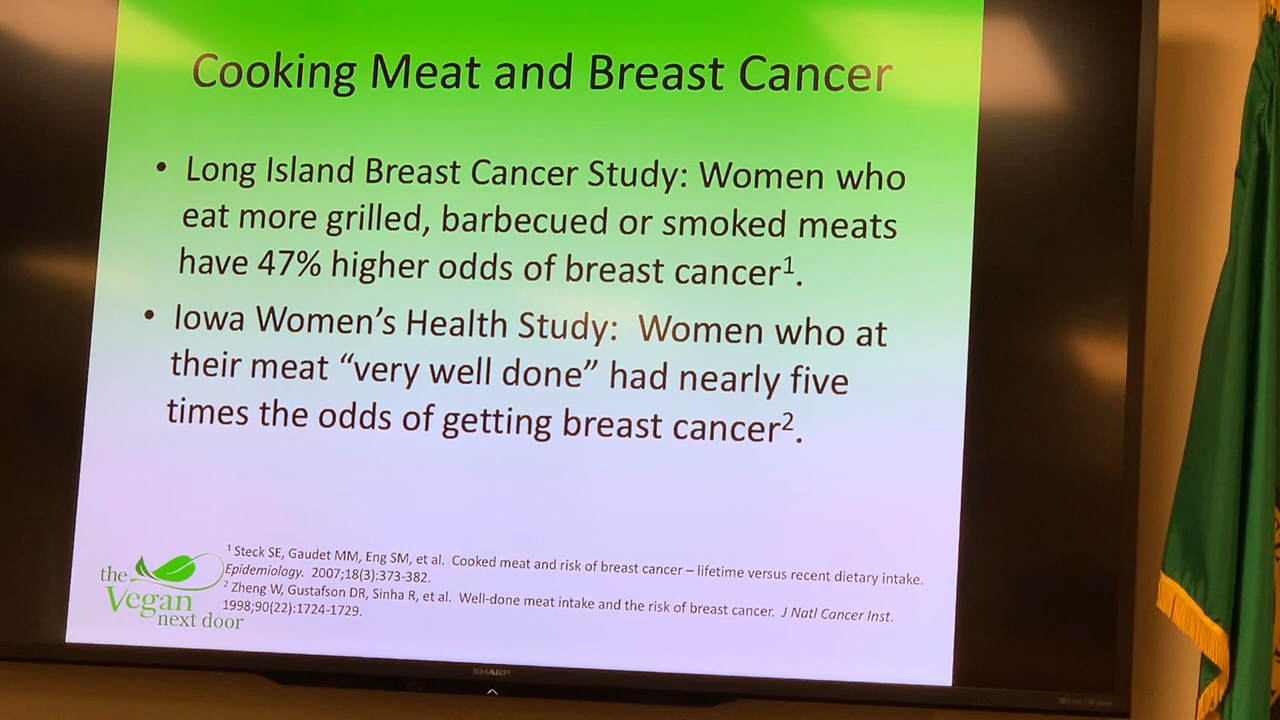 Cooking Meat and Breast Cancer
• Long Island Breast Cancer Study: Women who
eat more grilled, barbecued or smoked meats
have 47% higher odds of breast cancer¹.
• Iowa Women's Health Study: Women who at
their meat "very well done" had nearly five
times the odds of getting breast cancer².
¹ Steck SE, Gaudet MM, Eng SM, et al. Cooked meat and risk of breast cancer – lifetime versus recent dietary intake.
Epidemiology. 2007;18(3):373-382.
² Zheng W, Gustafson DR, Sinha R, et al. Well-done meat intake and the risk of breast cancer. J Natl Cancer Inst.
1998;90(22):1724-1729.
the
Vegan
next door
SHARP